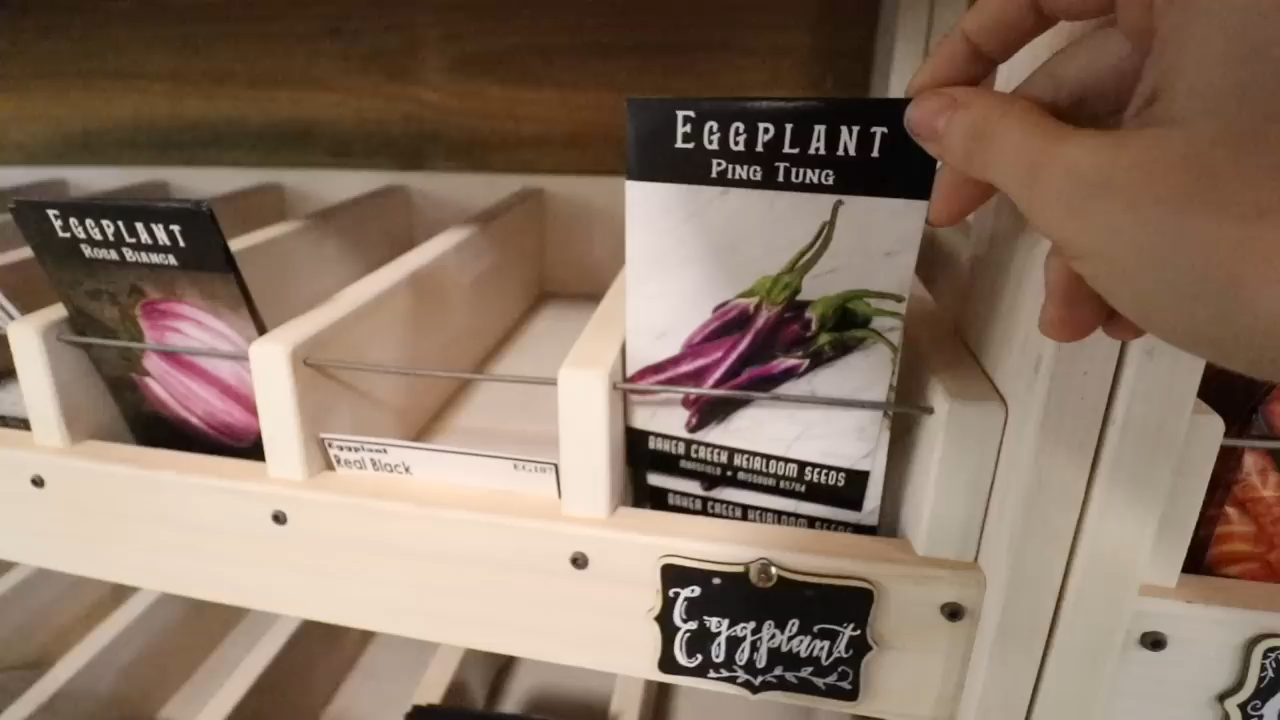 EGGPLANT
ROSA BIANCA
Eggplant
Real Black
EG187
EGGPLANT
PING TUNG
BAKER CREEK HEIRLOOM SEEDS
MANSFIELD • MISSOURI 65704
BAKER CREEK HEIRLOOM SEEDS
Eggplant